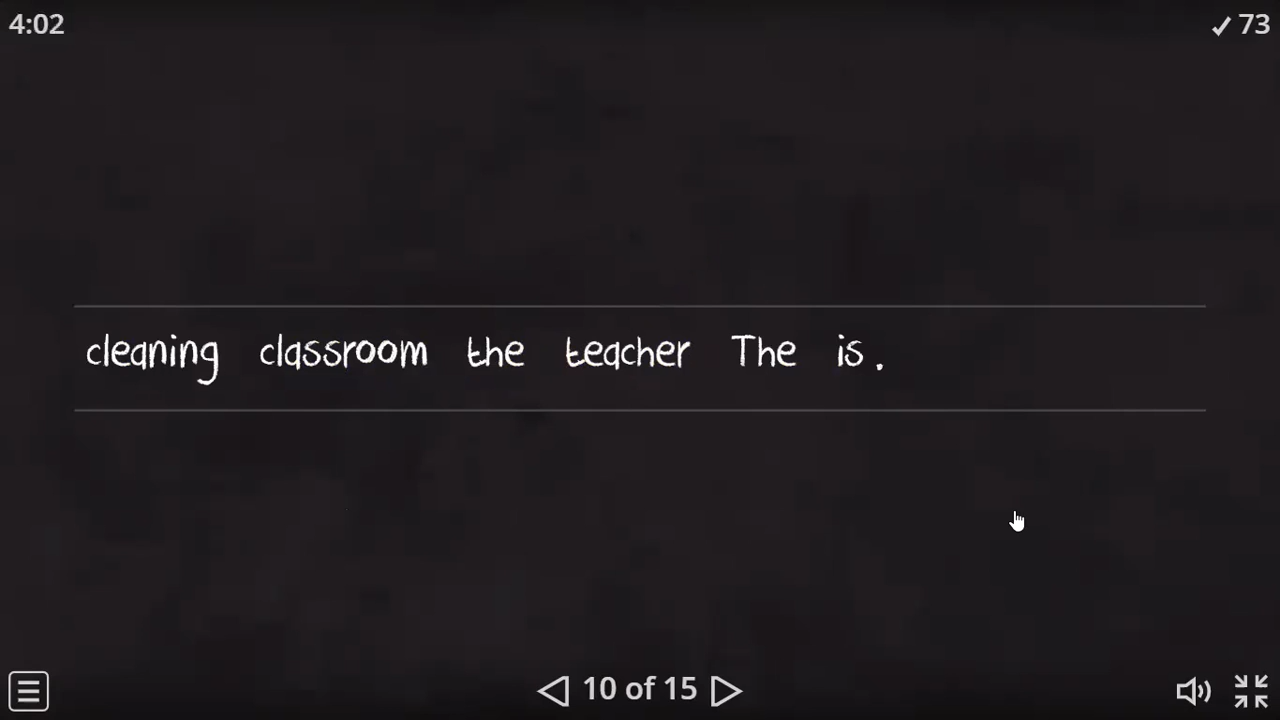 4:02
✓ 73
cleaning classroom the teacher The is .
10 of 15